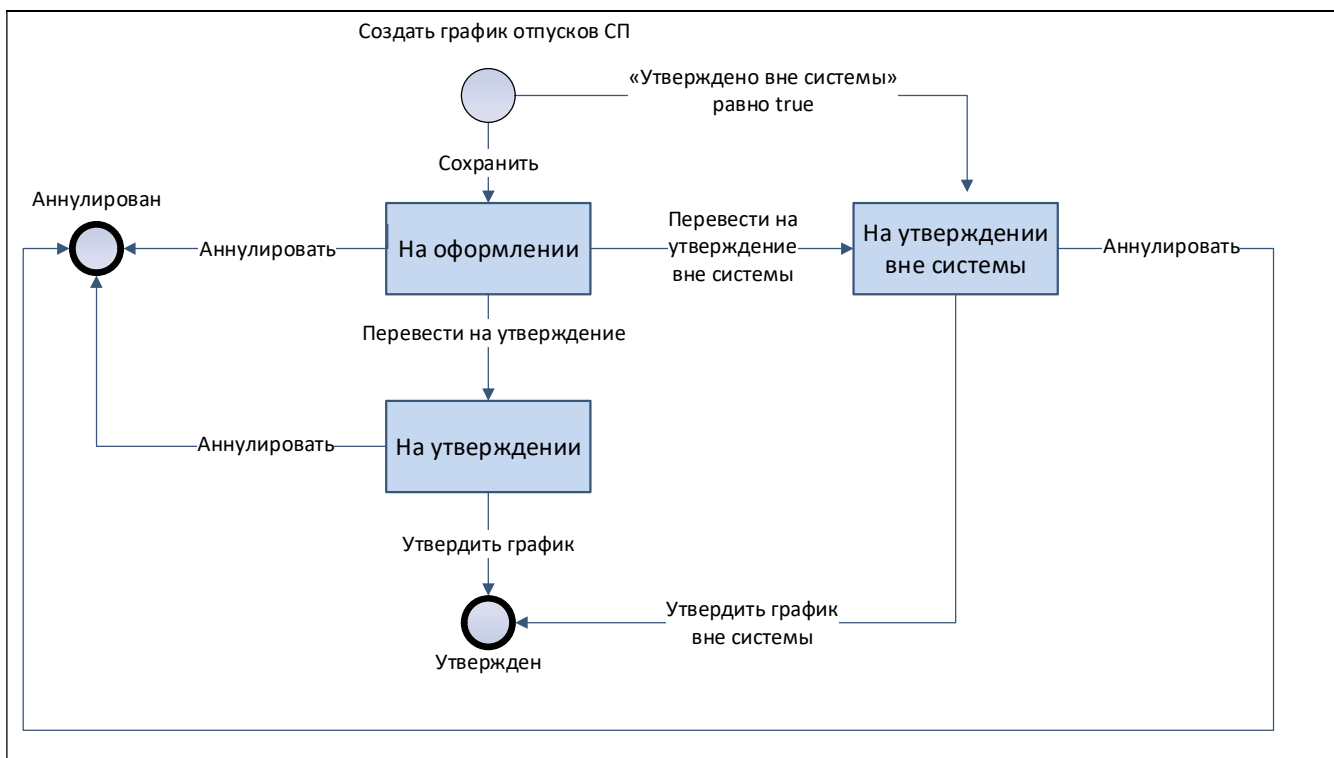 Создать график отпусков СП
«Утверждено вне системы»
равно true
Сохранить
Аннулирован
Аннулировать
На оформлении
Перевести на
утверждение
вне системы
На утверждении
вне системы
Аннулировать
Перевести на утверждение
Аннулировать
На утверждении
Утвердить график
Утвердить график
вне системы
Утвержден